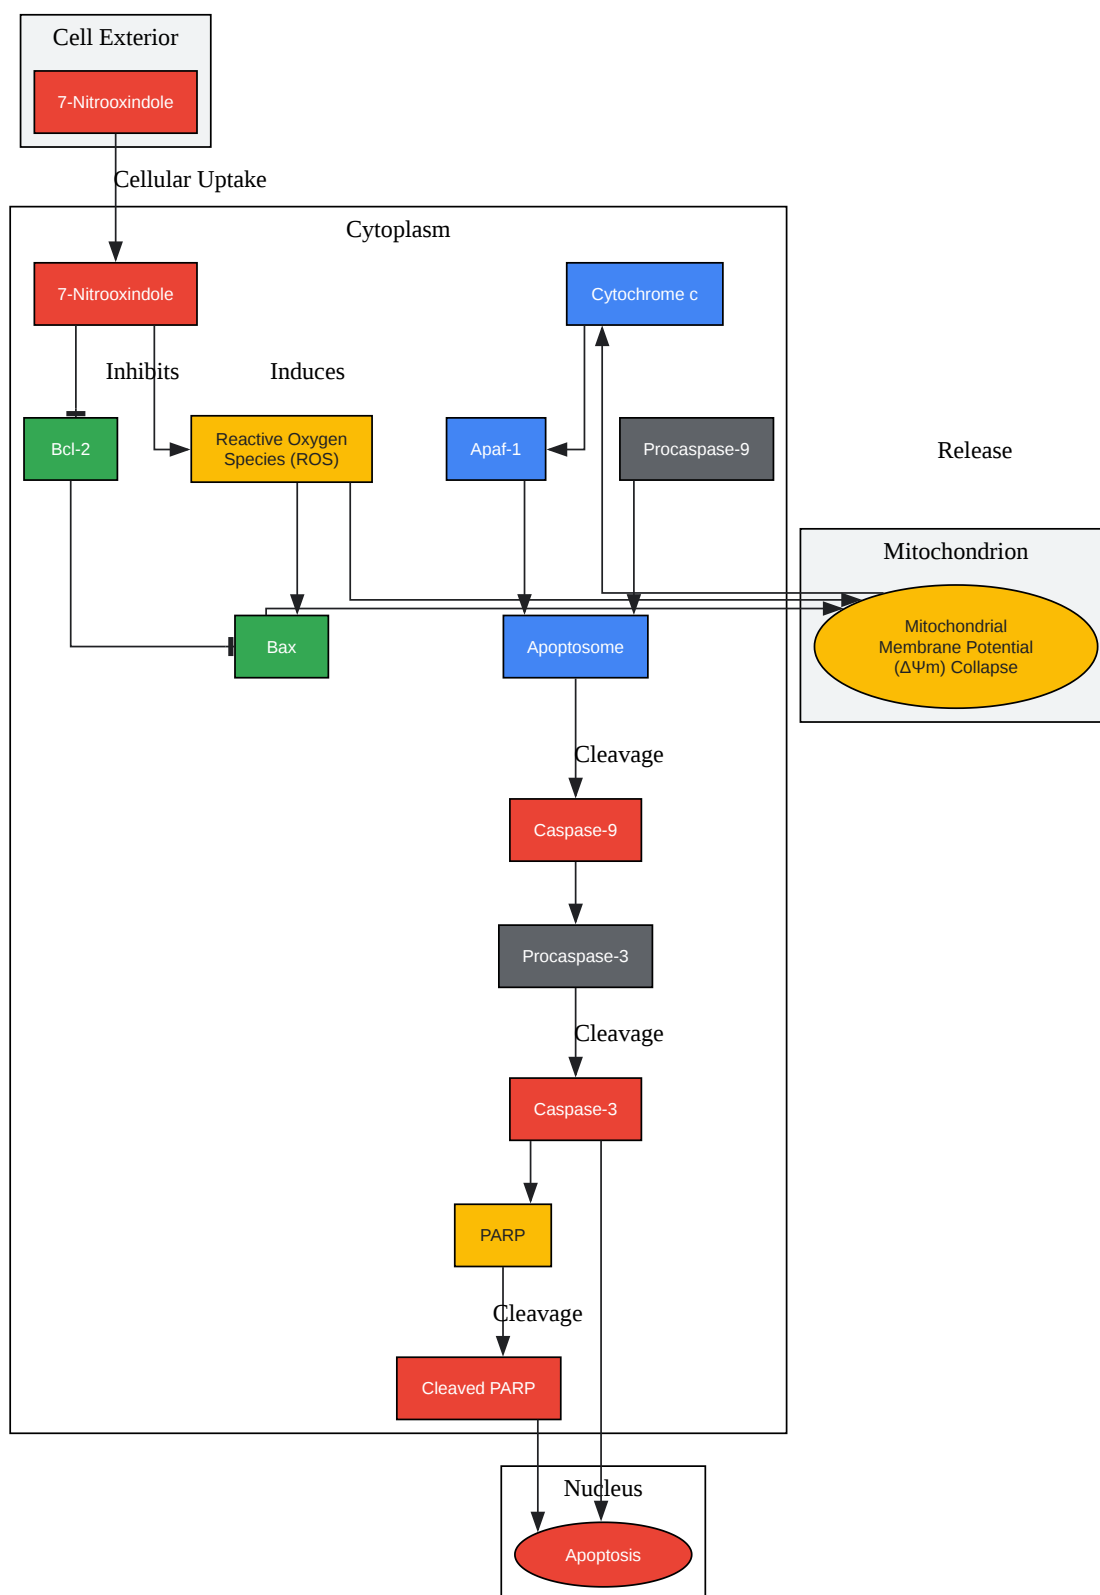 Cell Exterior
7-Nitrooxindole
Cellular Uptake
Cytoplasm
7-Nitrooxindole
Cytochrome c
Inhibits
Induces
Bcl-2
Reactive Oxygen
Species (ROS)
Apaf-1
Procaspase-9
Release
Mitochondrion
Bax
Apoptosome
Mitochondrial
Membrane Potential
(ΔΨm) Collapse
Cleavage
Caspase-9
Procaspase-3
Cleavage
Caspase-3
PARP
Cleavage
Cleaved PARP
Nucleus
Apoptosis